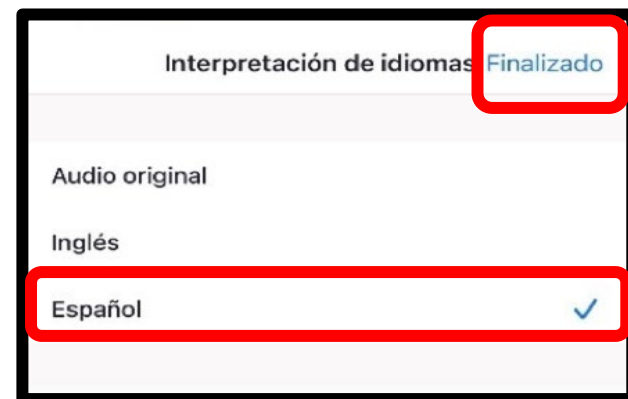 Interpretación de idiomas Finalizado
Audio original
Inglés
Español